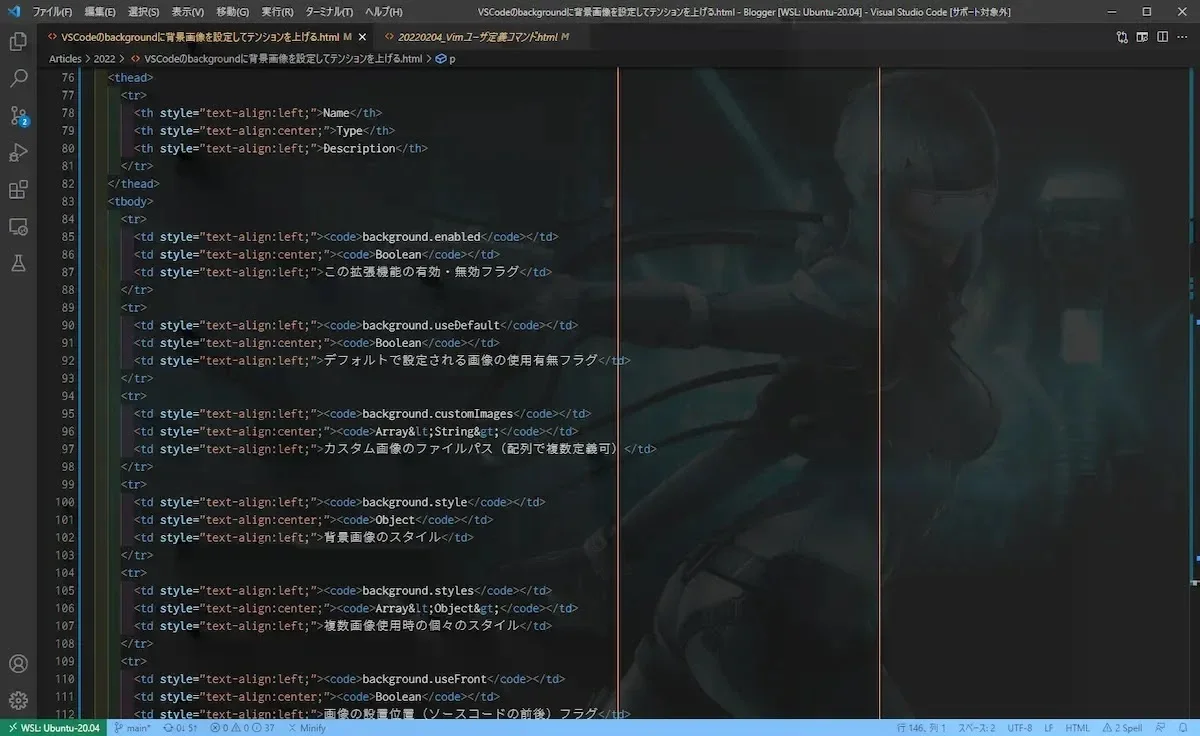 ファイル(F) 編集(E) 選択(S) 表示(V) 移動(G) 実行(R) ターミナル(T) ヘルプ(H) VSCodeのbackgroundに背景画像を設定してテンションを上げる.html - Blogger [WSL: Ubuntu-20.04] - Visual Studio Code [サポート対象外]
VSCodeのbackgroundに背景画像を設定してテンションを上げる.html M 20220204_Vimユーザ定義コマンド.html M
Articles > 2022 > VSCodeのbackgroundに背景画像を設定してテンションを上げる.html > p
76 <thead>
77 <tr>
78 <th style="text-align:left;">Name</th>
79 <th style="text-align:center;">Type</th>
80 <th style="text-align:left;">Description</th>
81 </tr>
82 </thead>
83 <tbody>
84 <tr>
85 <td style="text-align:left;"><code>background.enabled</code></td>
86 <td style="text-align:center;"><code>Boolean</code></td>
87 <td style="text-align:left;">この拡張機能の有効・無効フラグ</td>
88 </tr>
89 <tr>
90 <td style="text-align:left;"><code>background.useDefault</code></td>
91 <td style="text-align:center;"><code>Boolean</code></td>
92 <td style="text-align:left;">デフォルトで設定される画像の使用有無フラグ</td>
93 </tr>
94 <tr>
95 <td style="text-align:left;"><code>background.customImages</code></td>
96 <td style="text-align:center;"><code>Array&lt;String&gt;</code></td>
97 <td style="text-align:left;">カスタム画像のファイルパス（配列で複数定義可）</td>
98 </tr>
99 <tr>
100 <td style="text-align:left;"><code>background.style</code></td>
101 <td style="text-align:center;"><code>Object</code></td>
102 <td style="text-align:left;">背景画像のスタイル</td>
103 </tr>
104 <tr>
105 <td style="text-align:left;"><code>background.styles</code></td>
106 <td style="text-align:center;"><code>Array&lt;Object&gt;</code></td>
107 <td style="text-align:left;">複数画像使用時の個々のスタイル</td>
108 </tr>
109 <tr>
110 <td style="text-align:left;"><code>background.useFront</code></td>
111 <td style="text-align:center;"><code>Boolean</code></td>
112 <td style="text-align:left;">画像の設置位置（ソースコードの前後）フラグ</td>
2
WSL: Ubuntu-20.04 main* 0↓ 5↑ 0 0 37 Minify 行 146、列 1 スペース: 2 UTF-8 LF HTML 2 Spell